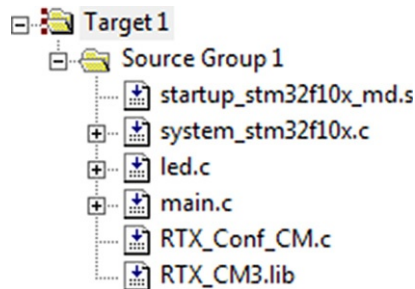 Target 1
Source Group 1
startup_stm32f10x_md.s
system_stm32f10x.c
led.c
main.c
RTX_Conf_CM.c
RTX_CM3.lib